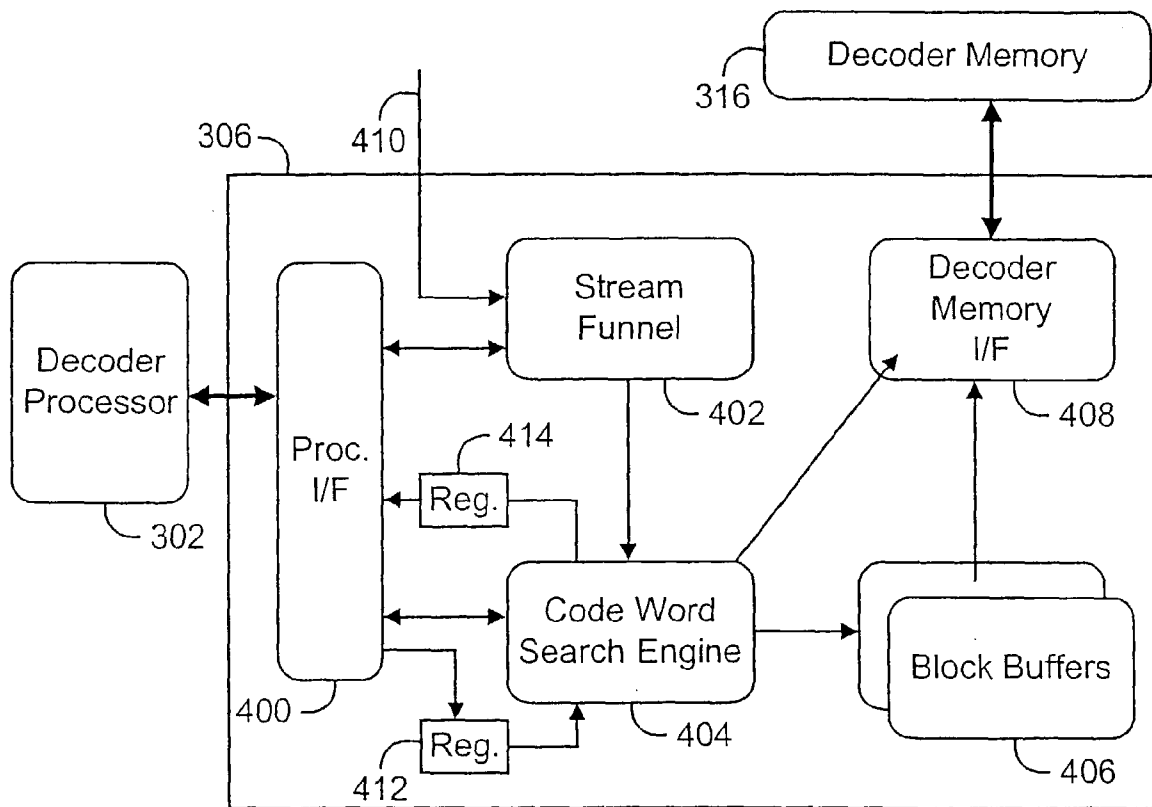 Decoder Memory
316
410
306
Stream
Funnel
402
Decoder
Memory
I/F
408
Decoder
Processor
302
Proc.
I/F
400
414
Reg.
Code Word
Search Engine
404
412
Reg.
Block Buffers
406